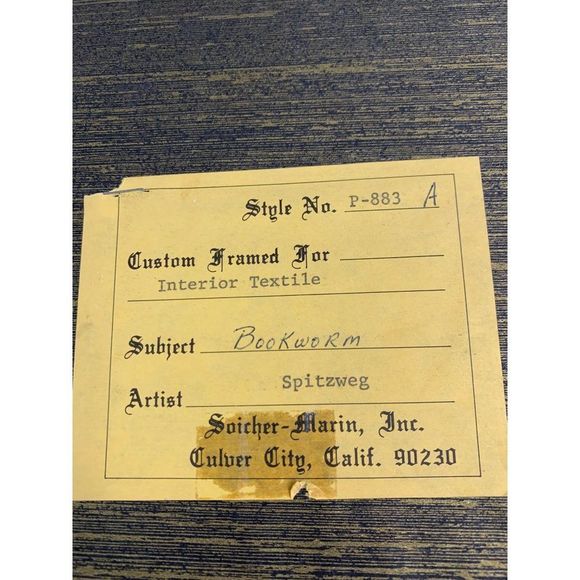 Style No. P-883 A
Custom Framed For
Interior Textile
Subject Bookworm
Artist Spitzweg
Soicher-Marin, Inc.
Culver City, Calif. 90230